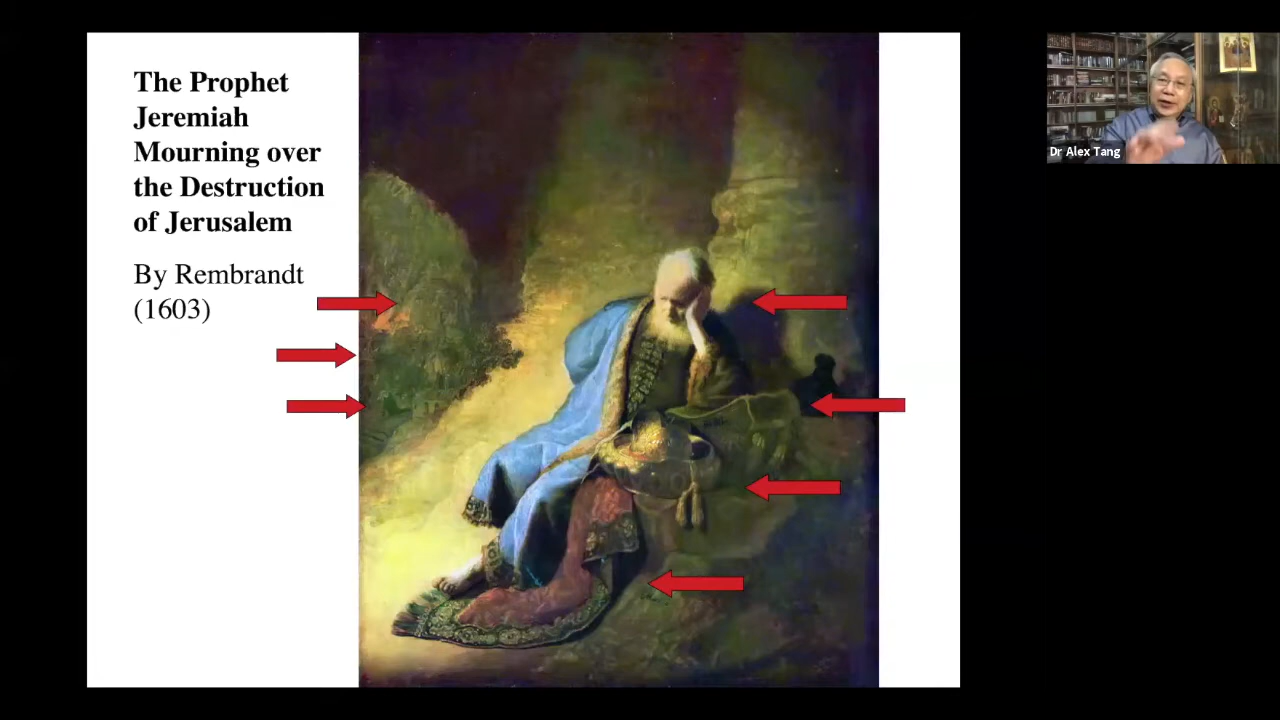 The Prophet
Jeremiah
Mourning over
the Destruction
of Jerusalem
By Rembrandt
(1603)
Dr Alex Tang